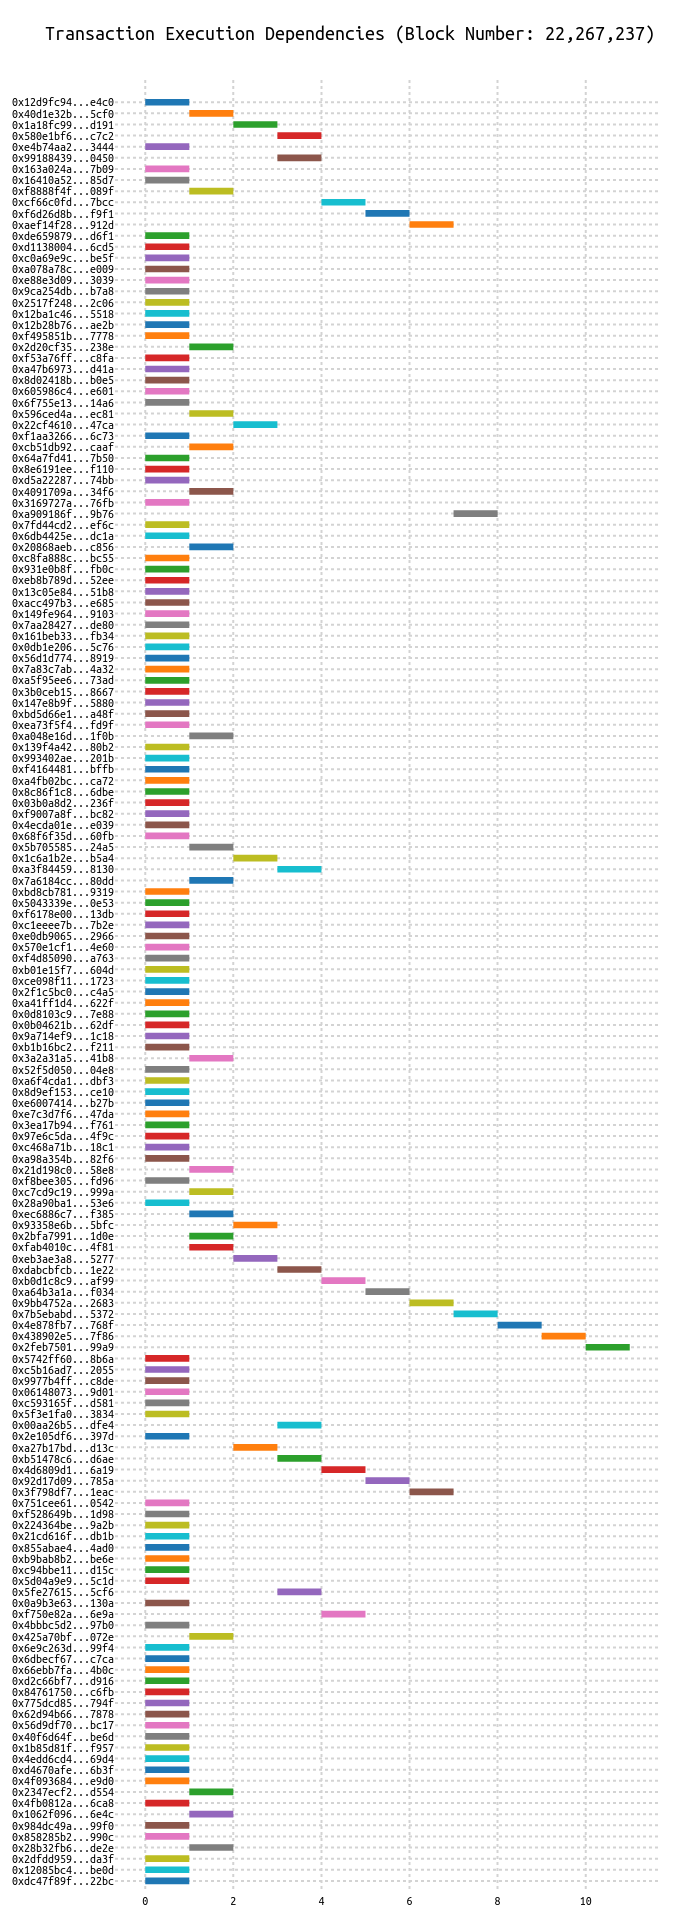 Transaction Execution Dependencies (Block Number: 22,267,237)
0x12d9fc94...e4c0
0x40d1e32b...5cf0
0x1a18fc99...d191
0x580e1bf6...c7c2
0xe4b74aa2...3444
0x99188439...0450
0x163a024a...7b09
0x16410a52...85d7
0xf8888f4f...089f
0xcf66c0fd...7bcc
0xf6d26d8b...f9f1
0xaef14f28...912d
0xde659879...d6f1
0xd1138004...6cd5
0xc0a69e9c...be5f
0xa078a78c...e009
0xe88e3d09...3039
0x9ca254db...b7a8
0x2517f248...2c06
0x12ba1c46...5518
0x12b28b76...ae2b
0xf495851b...7778
0x2d20cf35...238e
0xf53a76ff...c8fa
0xa47b6973...d41a
0x8d02418b...b0e5
0x605986c4...e601
0x6f755e13...14a6
0x596ced4a...ec81
0x22cf4610...47ca
0xf1aa3266...6c73
0xcb51db92...caaf
0x64a7fd41...7b50
0x8e6191ee...f110
0xd5a22287...74bb
0x4091709a...34f6
0x3169727a...76fb
0xa909186f...9b76
0x7fd44cd2...ef6c
0x6db4425e...dc1a
0x20868aeb...c856
0xc8fa888c...bc55
0x931e0b8f...fb0c
0xeb8b789d...52ee
0x13c05e84...51b8
0xacc497b3...e685
0x149fe964...9103
0x7aa28427...de80
0x161beb33...fb34
0x0db1e206...5c76
0x56d1d774...8919
0x7a83c7ab...4a32
0xa5f95ee6...73ad
0x3b0ceb15...8667
0x147e8b9f...5880
0xbd5d66e1...a48f
0xea73f5f4...fd9f
0xa048e16d...1f0b
0x139f4a42...80b2
0x993402ae...201b
0xf4164481...bffb
0xa4fb02bc...ca72
0x8c86f1c8...6dbe
0x03b0a8d2...236f
0xf9007a8f...bc82
0x4ecda01e...e039
0x68f6f35d...60fb
0x5b705585...24a5
0x1c6a1b2e...b5a4
0xa3f84459...8130
0x7a6184cc...80dd
0xbd8cb781...9319
0x5043339e...0e53
0xf6178e00...13db
0xc1eeee7b...7b2e
0xe0db9065...2966
0x570e1cf1...4e60
0xf4d85090...a763
0xb01e15f7...604d
0xce098f11...1723
0x2f1c5bc0...c4a5
0xa41ff1d4...622f
0x0d8103c9...7e88
0x0b04621b...62df
0x9a714ef9...1c18
0xb1b16bc2...f211
0x3a2a31a5...41b8
0x52f5d050...04e8
0xa6f4cda1...dbf3
0x8d9ef153...ce10
0xe6007414...b27b
0xe7c3d7f6...47da
0x3ea17b94...f761
0x97e6c5da...4f9c
0xc468a71b...18c1
0xa98a354b...82f6
0x21d198c0...58e8
0xf8bee305...fd96
0xc7cd9c19...999a
0x28a90ba1...53e6
0xec6886c7...f385
0x93358e6b...5bfc
0x2bfa7991...1d0e
0xfab4010c...4f81
0xeb3ae3a8...5277
0xdabcbfcb...1e22
0xb0d1c8c9...af99
0xa64b3a1a...f034
0x9bb4752a...2683
0x7b5ebabd...5372
0x4e878fb7...768f
0x438902e5...7f86
0x2feb7501...99a9
0x5742ff60...8b6a
0xc5b16ad7...2055
0x9977b4ff...c8de
0x06148073...9d01
0xc593165f...d581
0x5f3e1fa0...3834
0x00aa26b5...dfe4
0x2e105df6...397d
0xa27b17bd...d13c
0xb51478c6...d6ae
0x4d6809d1...6a19
0x92d17d09...785a
0x3f798df7...1eac
0x751cee61...0542
0xf528649b...1d98
0x224364be...9a2b
0x21cd616f...db1b
0x855abae4...4ad0
0xb9bab8b2...be6e
0xc94bbe11...d15c
0x5d04a9e9...5c1d
0x5fe27615...5cf6
0x0a9b3e63...130a
0xf750e82a...6e9a
0x4bbbc5d2...97b0
0x425a70bf...072e
0x6e9c263d...99f4
0x6dbecf67...c7ca
0x66ebb7fa...4b0c
0xd2c66bf7...d916
0x84761750...c6fb
0x775dcd85...794f
0x62d94b66...7878
0x56d9df70...bc17
0x40f6d64f...be6d
0x1b85d81f...f957
0x4edd6cd4...69d4
0xd4670afe...6b3f
0x4f093684...e9d0
0x2347ecf2...d554
0x4fb0812a...6ca8
0x1062f096...6e4c
0x984dc49a...99f0
0x858285b2...990c
0x28b32fb6...de2e
0x2dfdd959...da3f
0x12085bc4...be0d
0xdc47f89f...22bc
0 2 4 6 8 10